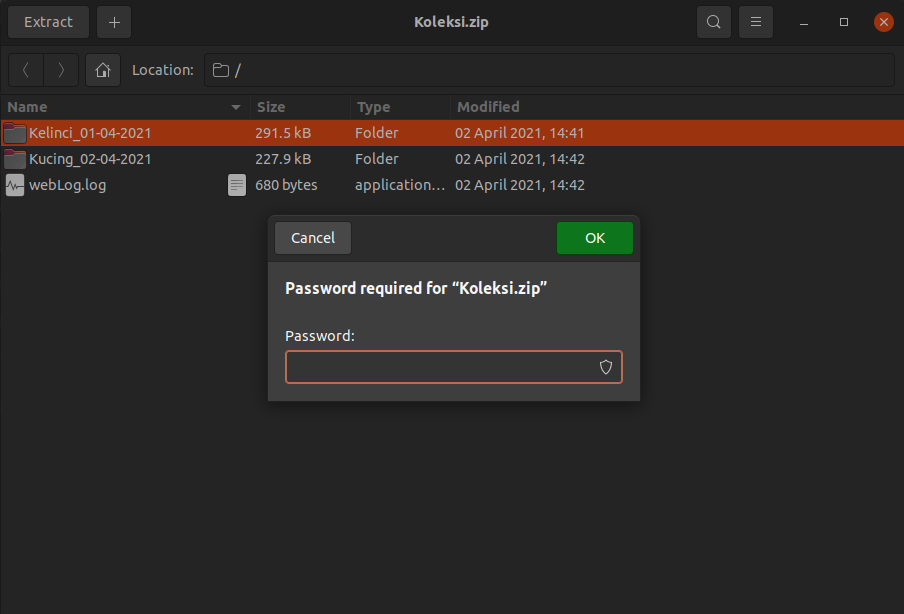 Extract Koleksi.zip
Location: /
Name Size Type Modified
Kelinci_01-04-2021 291.5 kB Folder 02 April 2021, 14:41
Kucing_02-04-2021 227.9 kB Folder 02 April 2021, 14:42
webLog.log 680 bytes application... 02 April 2021, 14:42
Cancel OK
Password required for “Koleksi.zip”
Password: